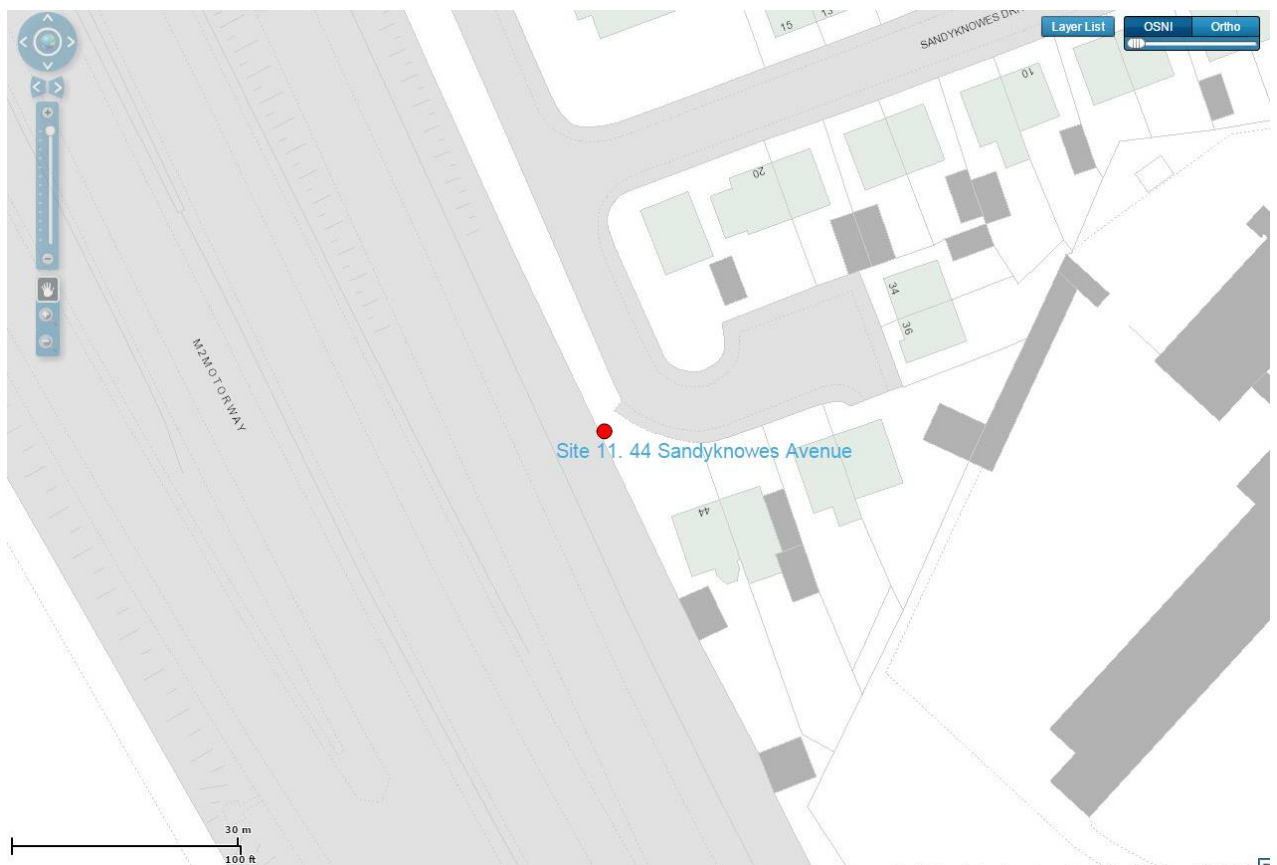 15
13
SANDYKNOWES DRI
Layer List
OSNI
Ortho
10
20
34
36
M2 MOTORWAY
Site 11. 44 Sandyknowes Avenue
44
30 m
100 ft